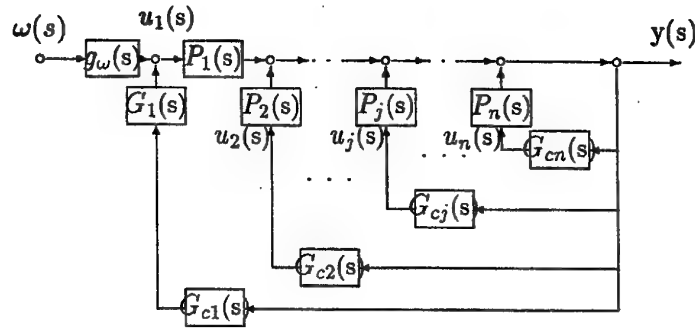 ω(s) u₁(s) y(s)
g_ω(s) P₁(s)
G₁(s) P₂(s) P_j(s) P_n(s)
u₂(s) u_j(s) u_n(s) G_cn(s
G_cj(s
G_c2(s
G_c1(s